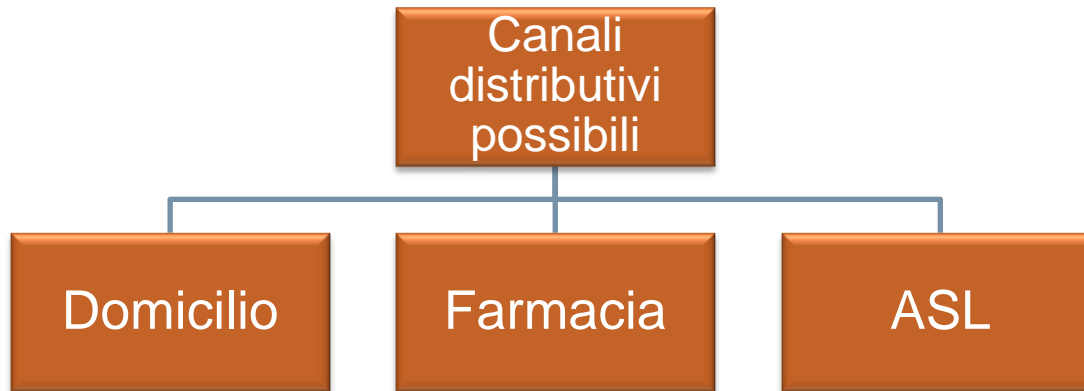 Canali
distributivi
possibili
Domicilio
Farmacia
ASL